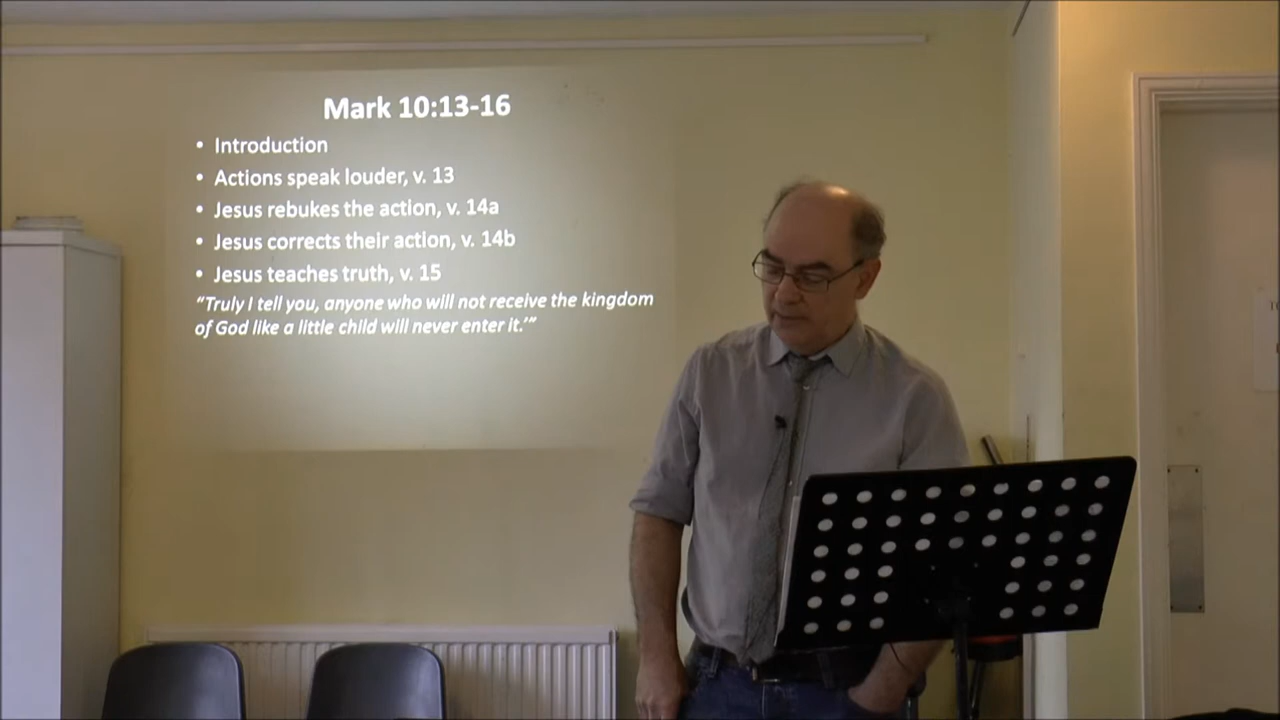 Mark 10:13-16
• Introduction
• Actions speak louder, v. 13
• Jesus rebukes the action, v. 14a
• Jesus corrects their action, v. 14b
• Jesus teaches truth, v. 15
“Truly I tell you, anyone who will not receive the kingdom
of God like a little child will never enter it.’”